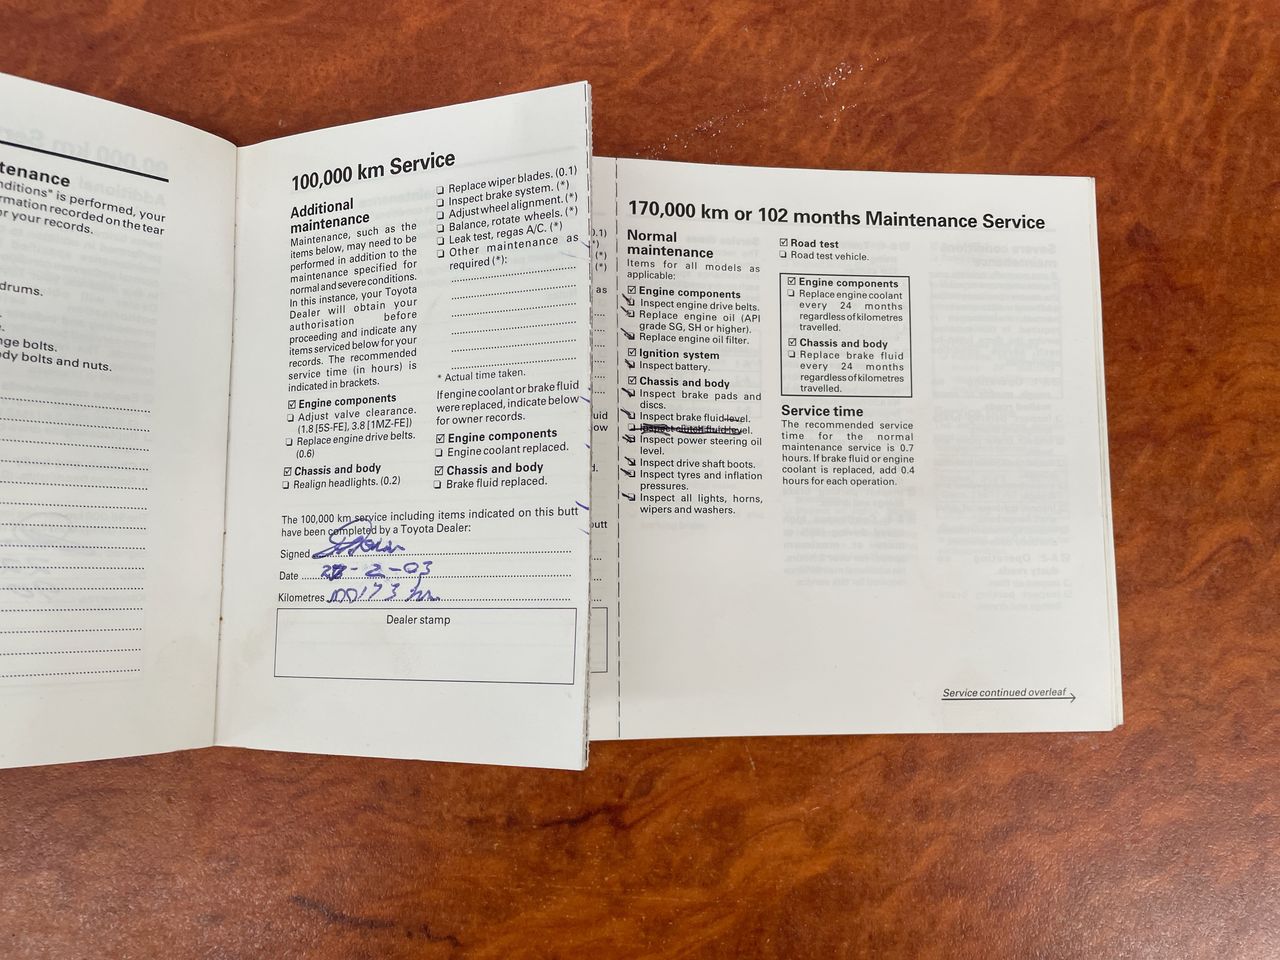 tenance
nditions" is performed, your
rmation recorded on the tear
or your records.
drums.
nge bolts.
dy bolts and nuts.
100,000 km Service
Additional
maintenance
Maintenance, such as the
items below, may need to be
performed in addition to the
maintenance specified for
normal and severe conditions.
In this instance, your Toyota
Dealer will obtain your
authorisation before
proceeding and indicate any
items serviced below for your
records. The recommended
service time (in hours) is
indicated in brackets.
☑ Engine components
❏ Adjust valve clearance.
(1.8 [5S-FE], 3.8 [1MZ-FE])
❏ Replace engine drive belts.
(0.6)
☑ Chassis and body
❏ Realign headlights. (0.2)
❏ Replace wiper blades. (0.1)
❏ Inspect brake system. (*)
❏ Adjust wheel alignment. (*)
❏ Balance, rotate wheels. (*)
❏ Leak test, regas A/C. (*)
❏ Other maintenance as
required (*):
* Actual time taken.
If engine coolant or brake fluid
were replaced, indicate below
for owner records.
☑ Engine components
❏ Engine coolant replaced.
☑ Chassis and body
❏ Brake fluid replaced.
The 100,000 km service including items indicated on this butt
have been completed by a Toyota Dealer:
Signed
Date 28-2-03
Kilometres 100173 km
Dealer stamp
0.1)
(*)
(*)
as
uid
ow
d.
butt
170,000 km or 102 months Maintenance Service
Normal
maintenance
Items for all models as
applicable:
☑ Engine components
❏ Inspect engine drive belts.
❏ Replace engine oil (API
grade SG, SH or higher).
❏ Replace engine oil filter.
☑ Ignition system
❏ Inspect battery.
☑ Chassis and body
❏ Inspect brake pads and
discs.
❏ Inspect brake fluid level.
❏ Inspect clutch fluid level.
❏ Inspect power steering oil
level.
❏ Inspect drive shaft boots.
❏ Inspect tyres and inflation
pressures.
❏ Inspect all lights, horns,
wipers and washers.
☑ Road test
❏ Road test vehicle.
☑ Engine components
❏ Replace engine coolant
every 24 months
regardless of kilometres
travelled.
☑ Chassis and body
❏ Replace brake fluid
every 24 months
regardless of kilometres
travelled.
Service time
The recommended service
time for the normal
maintenance service is 0.7
hours. If brake fluid or engine
coolant is replaced, add 0.4
hours for each operation.
Service continued overleaf